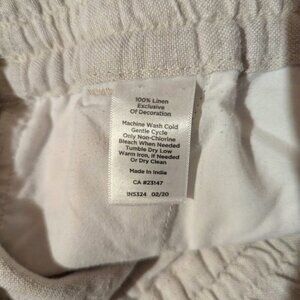 100% Linen
Exclusive
Of Decoration
Machine Wash Cold
Gentle Cycle
Only Non-Chlorine
Bleach When Needed
Tumble Dry Low
Warm Iron, If Needed
Or Dry Clean
Made In India
CA #23147
1NS324 02/20